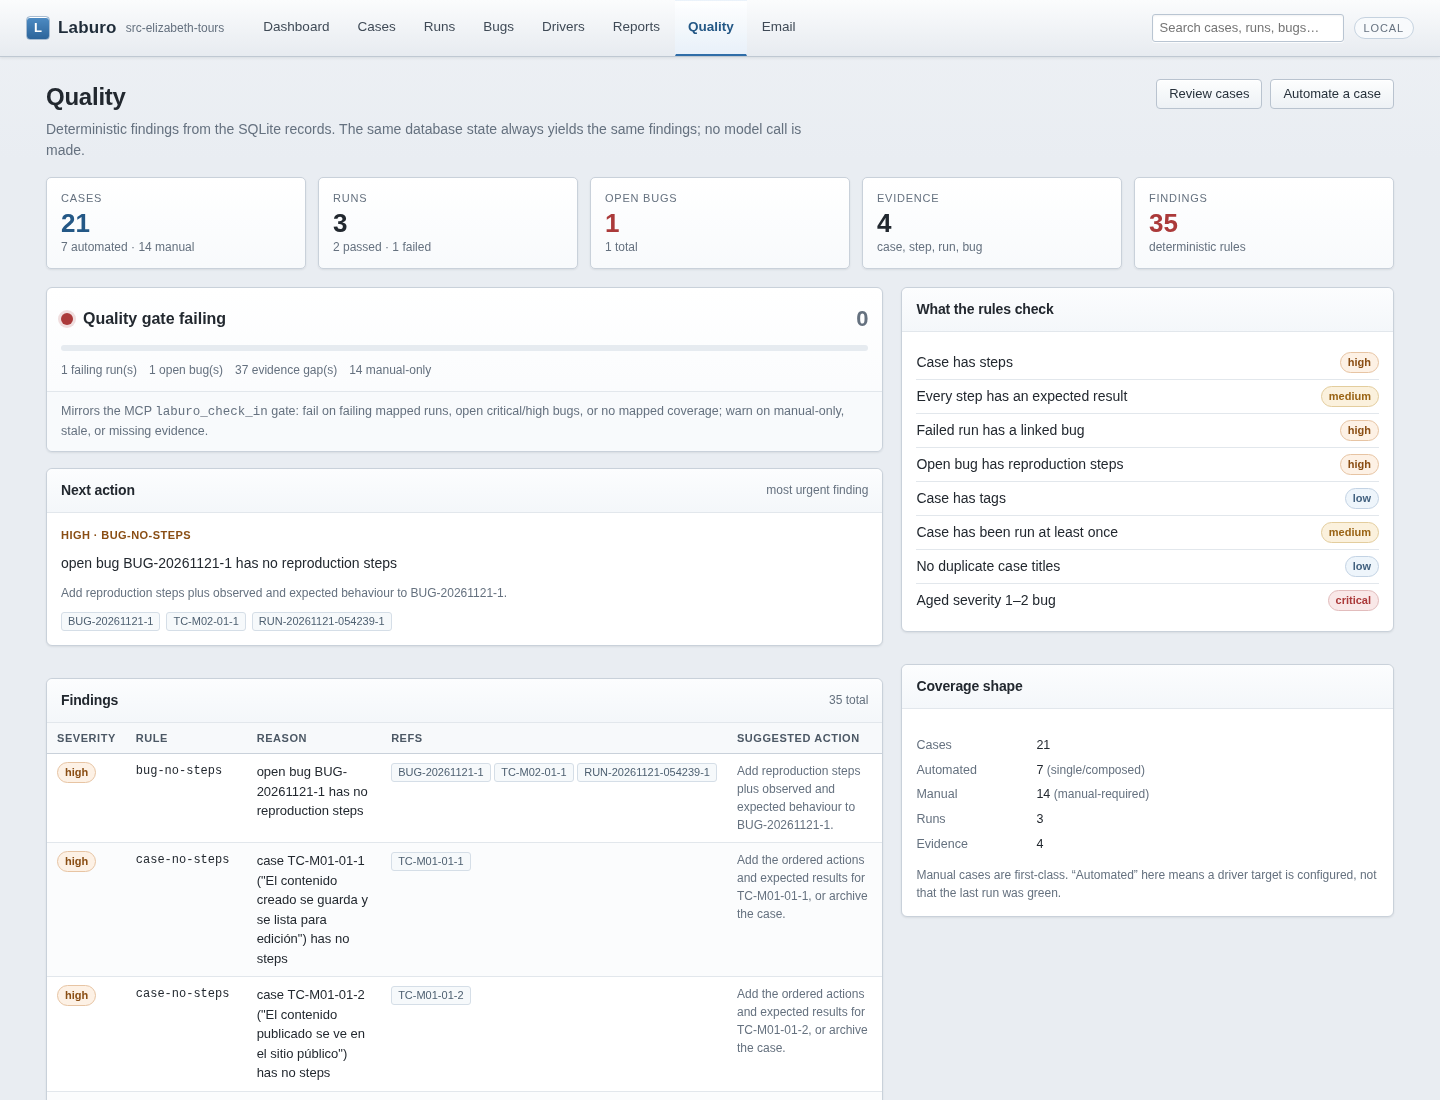 L Laburo src-elizabeth-tours Dashboard Cases Runs Bugs Drivers Reports Quality Email Search cases, runs, bugs… LOCAL
Quality
Review cases Automate a case
Deterministic findings from the SQLite records. The same database state always yields the same findings; no model call is
made.
CASES
21
7 automated · 14 manual
RUNS
3
2 passed · 1 failed
OPEN BUGS
1
1 total
EVIDENCE
4
case, step, run, bug
FINDINGS
35
deterministic rules
Quality gate failing 0
1 failing run(s) 1 open bug(s) 37 evidence gap(s) 14 manual-only
Mirrors the MCP laburo_check_in gate: fail on failing mapped runs, open critical/high bugs, or no mapped coverage; warn on manual-only,
stale, or missing evidence.
Next action most urgent finding
HIGH · BUG-NO-STEPS
open bug BUG-20261121-1 has no reproduction steps
Add reproduction steps plus observed and expected behaviour to BUG-20261121-1.
BUG-20261121-1 TC-M02-01-1 RUN-20261121-054239-1
What the rules check
Case has steps high
Every step has an expected result medium
Failed run has a linked bug high
Open bug has reproduction steps high
Case has tags low
Case has been run at least once medium
No duplicate case titles low
Aged severity 1–2 bug critical
Findings 35 total
SEVERITY RULE REASON REFS SUGGESTED ACTION
high bug-no-steps
open bug BUG-
20261121-1 has no
reproduction steps
BUG-20261121-1 TC-M02-01-1 RUN-20261121-054239-1
Add reproduction steps
plus observed and
expected behaviour to
BUG-20261121-1.
high case-no-steps
case TC-M01-01-1
("El contenido
creado se guarda y
se lista para
edición") has no
steps
TC-M01-01-1
Add the ordered actions
and expected results for
TC-M01-01-1, or archive
the case.
high case-no-steps
case TC-M01-01-2
("El contenido
publicado se ve en
el sitio público")
has no steps
TC-M01-01-2
Add the ordered actions
and expected results for
TC-M01-01-2, or archive
the case.
Coverage shape
Cases 21
Automated 7 (single/composed)
Manual 14 (manual-required)
Runs 3
Evidence 4
Manual cases are first-class. “Automated” here means a driver target is configured, not
that the last run was green.